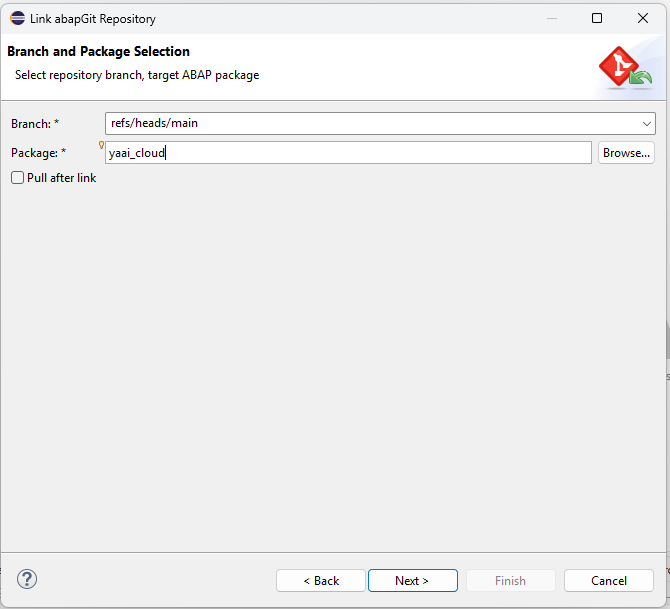 Link abapGit Repository
Branch and Package Selection
Select repository branch, target ABAP package
Branch: *
refs/heads/main
Package: *
yaai_cloud
Browse...
Pull after link
?
< Back
Next >
Finish
Cancel